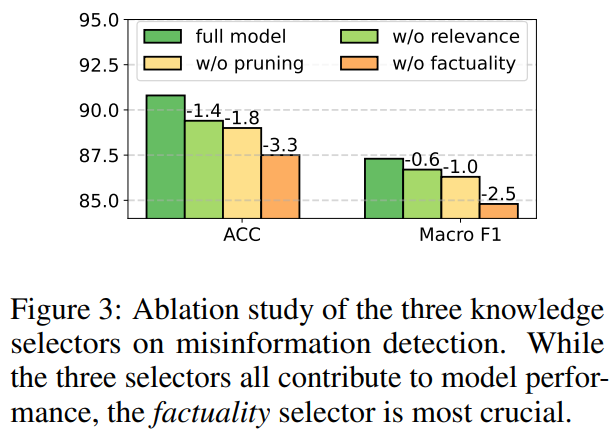 95.0
92.5
90.0
87.5
85.0
full model
w/o relevance
w/o pruning
w/o factuality
-1.4
-1.8
-3.3
-0.6
-1.0
-2.5
ACC
Macro F1
Figure 3: Ablation study of the three knowledge
selectors on misinformation detection. While
the three selectors all contribute to model perfor-
mance, the factuality selector is most crucial.